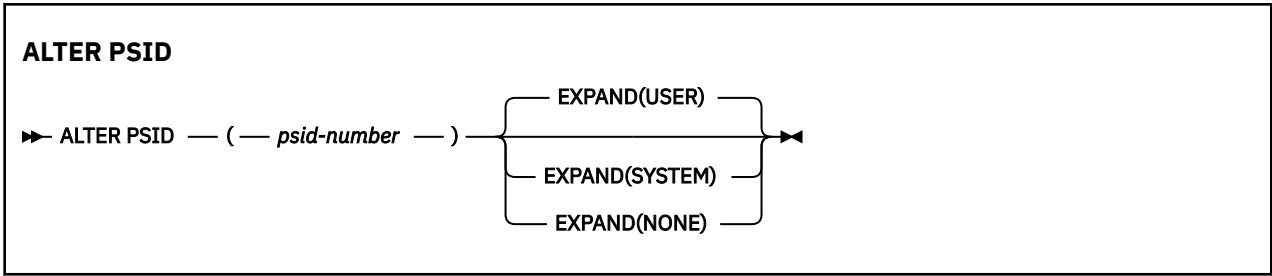 ALTER PSID
EXPAND(USER)
ALTER PSID ( psid-number )
EXPAND(SYSTEM)
EXPAND(NONE)